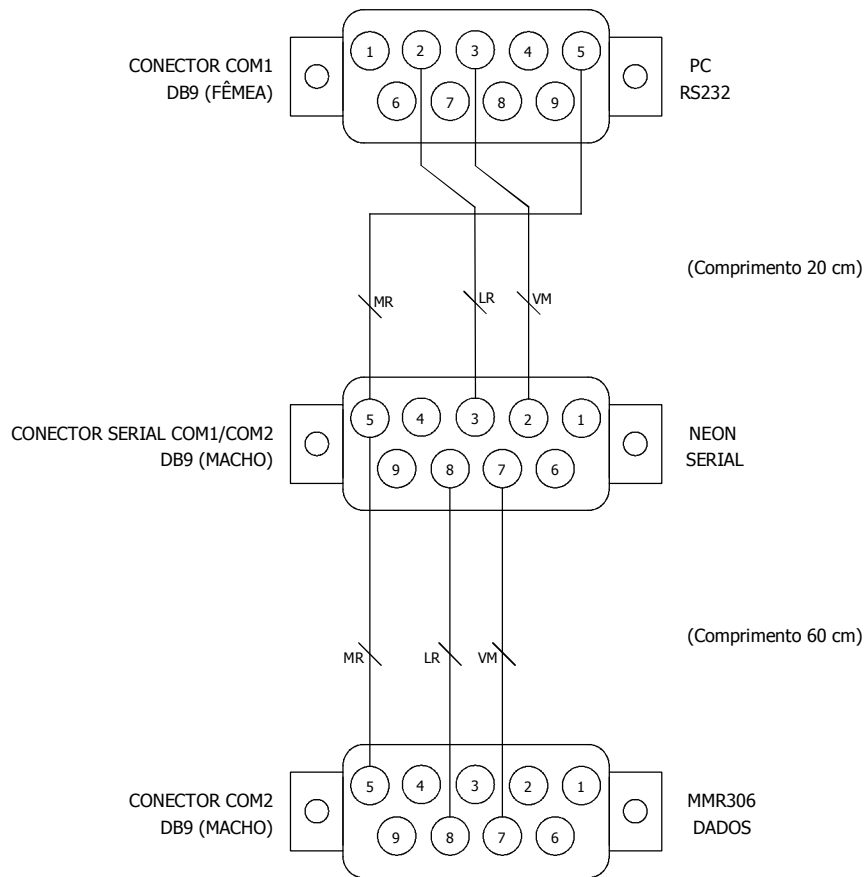 1 2 3 4 5
6 7 8 9
CONECTOR COM1
DB9 (FÊMEA)
PC
RS232
(Comprimento 20 cm)
MR LR VM
5 4 3 2 1
9 8 7 6
CONECTOR SERIAL COM1/COM2
DB9 (MACHO)
NEON
SERIAL
(Comprimento 60 cm)
MR LR VM
5 4 3 2 1
9 8 7 6
CONECTOR COM2
DB9 (MACHO)
MMR306
DADOS